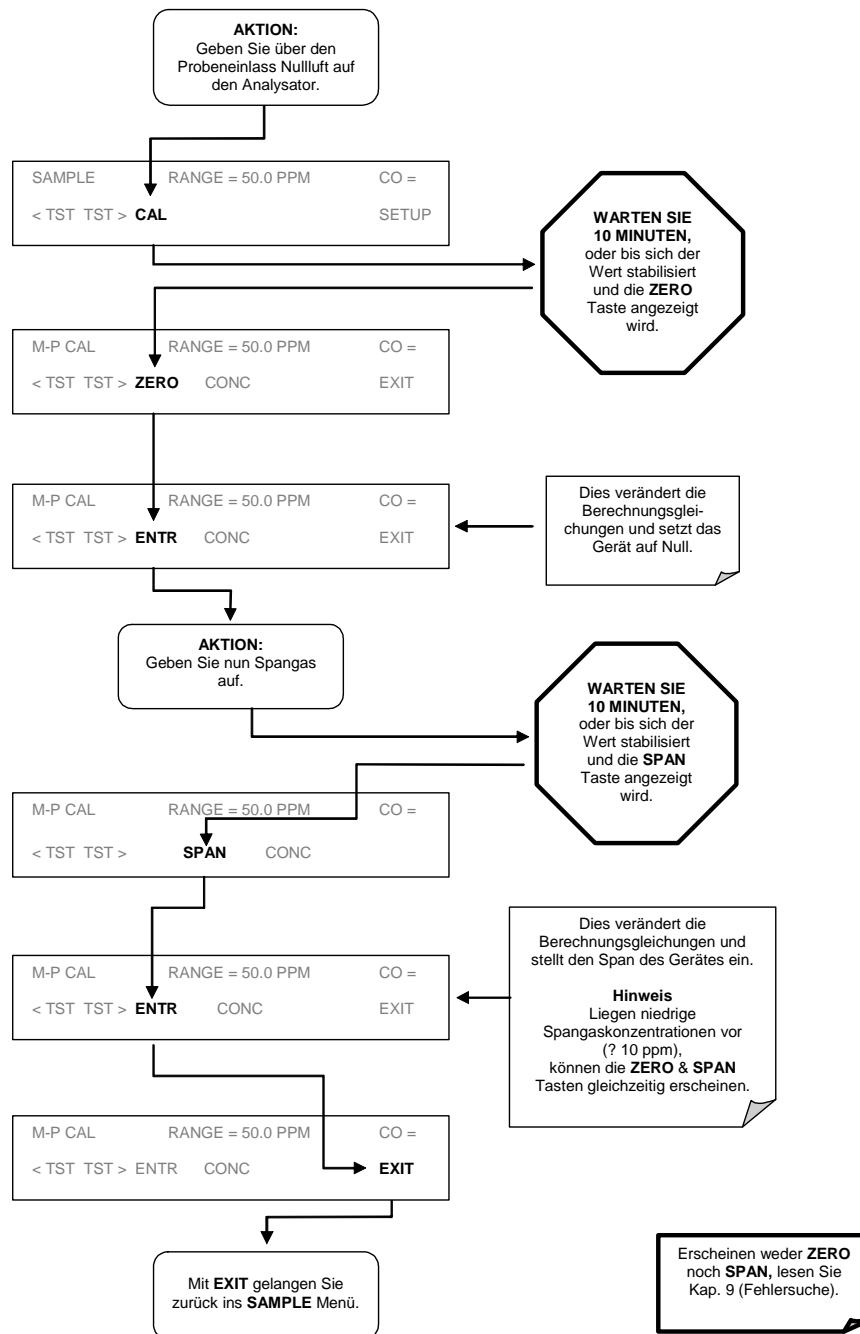 AKTION:
Geben Sie über den
Probeneinlass Nullluft auf
den Analysator.
SAMPLE RANGE = 50.0 PPM CO =
< TST TST > CAL SETUP
WARTEN SIE
10 MINUTEN,
oder bis sich der
Wert stabilisiert
und die ZERO
Taste angezeigt
wird.
M-P CAL RANGE = 50.0 PPM CO =
< TST TST > ZERO CONC EXIT
M-P CAL RANGE = 50.0 PPM CO =
< TST TST > ENTR CONC EXIT
Dies verändert die
Berechnungsglei-
chungen und setzt das
Gerät auf Null.
AKTION:
Geben Sie nun Spangas
auf.
WARTEN SIE
10 MINUTEN,
oder bis sich der
Wert stabilisiert
und die SPAN
Taste angezeigt
wird.
M-P CAL RANGE = 50.0 PPM CO =
< TST TST > SPAN CONC
M-P CAL RANGE = 50.0 PPM CO =
< TST TST > ENTR CONC EXIT
Dies verändert die
Berechnungsgleichungen und
stellt den Span des Gerätes ein.
Hinweis
Liegen niedrige
Spangaskonzentrationen vor
(? 10 ppm),
können die ZERO & SPAN
Tasten gleichzeitig erscheinen.
M-P CAL RANGE = 50.0 PPM CO =
< TST TST > ENTR CONC EXIT
Mit EXIT gelangen Sie
zurück ins SAMPLE Menü.
Erscheinen weder ZERO
noch SPAN, lesen Sie
Kap. 9 (Fehlersuche).